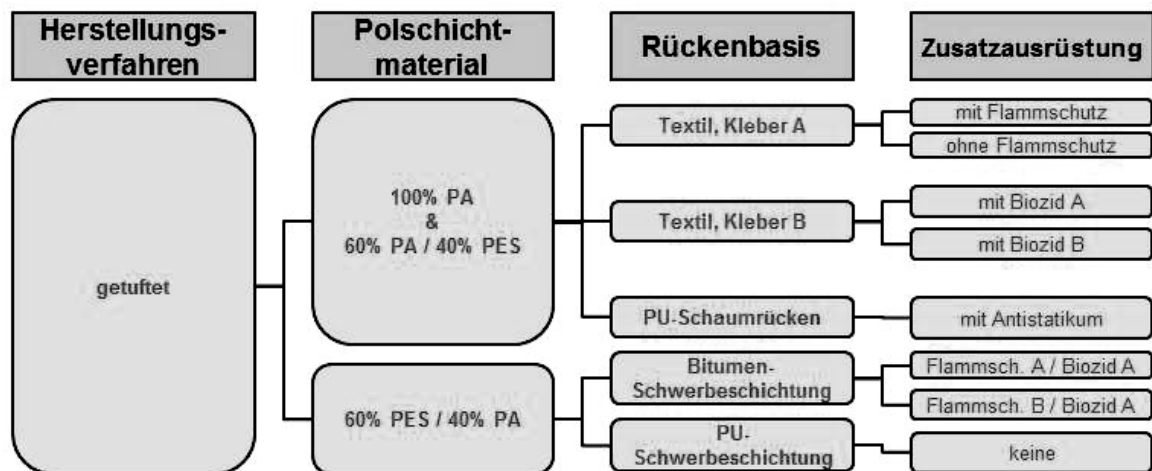 Herstellungs-
verfahren
Polschicht-
material
Rückenbasis
Zusatzausrüstung
getuftet
100% PA
&
60% PA / 40% PES
60% PES / 40% PA
Textil, Kleber A
Textil, Kleber B
PU-Schaumrücken
Bitumen-
Schwerbeschichtung
PU-
Schwerbeschichtung
mit Flammschutz
ohne Flammschutz
mit Biozid A
mit Biozid B
mit Antistatikum
Flammsch. A / Biozid A
Flammsch. B / Biozid A
keine